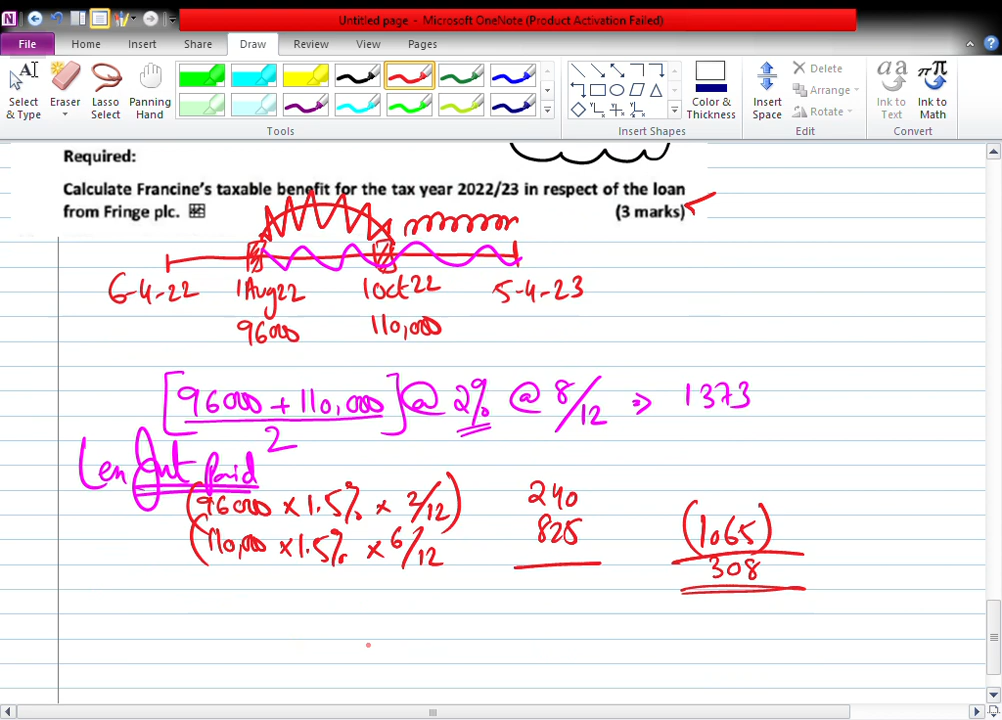 Untitled page - Microsoft OneNote (Product Activation Failed)
File Home Insert Share Draw Review View Pages
Select & Type Eraser Lasso Select Panning Hand Color & Thickness Insert Space Delete Arrange Rotate Ink to Text Ink to Math
Tools Insert Shapes Edit Convert
Required:
Calculate Francine's taxable benefit for the tax year 2022/23 in respect of the loan
from Fringe plc. (3 marks)
6-4-22 1Aug22 1Oct22 5-4-23
96000 110,000
[96000 + 110,000] @ 2% @ 8/12 => 1373
2
Less Int paid
(96000 x 1.5% x 2/12) 240
(110,000 x 1.5% x 6/12 825 (1065)
308